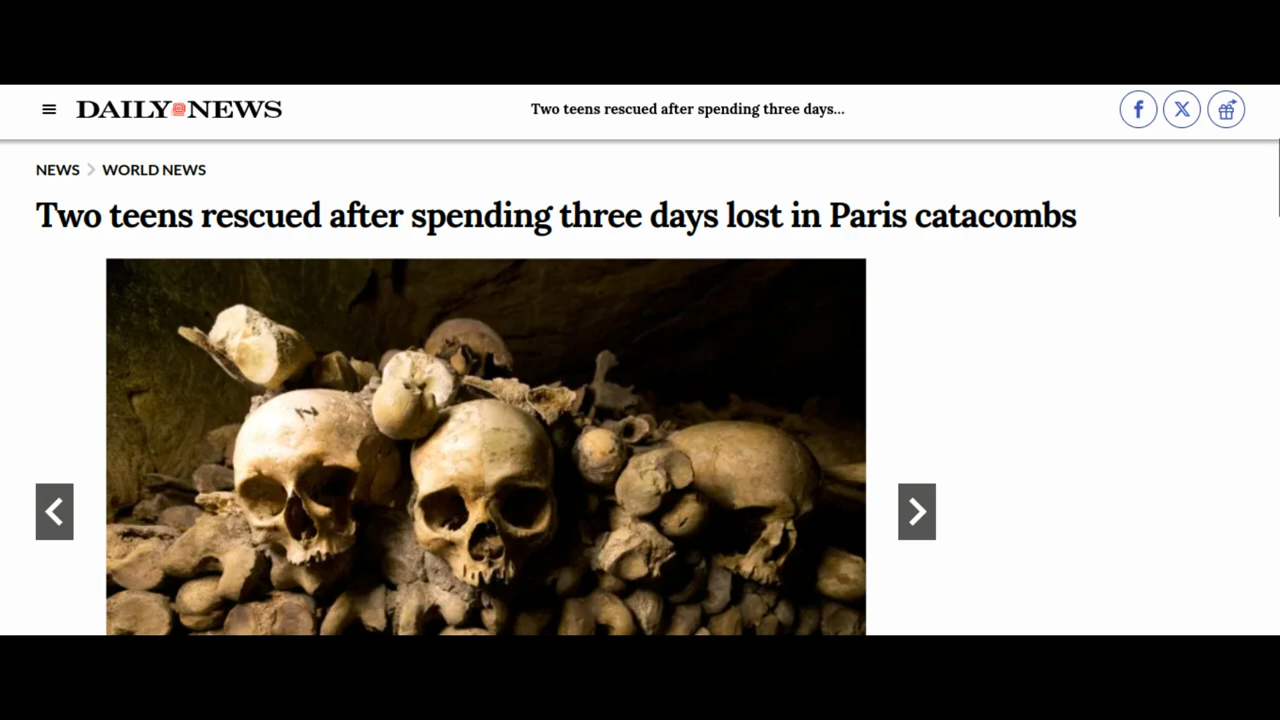 DAILY NEWS
Two teens rescued after spending three days...
NEWS > WORLD NEWS
Two teens rescued after spending three days lost in Paris catacombs